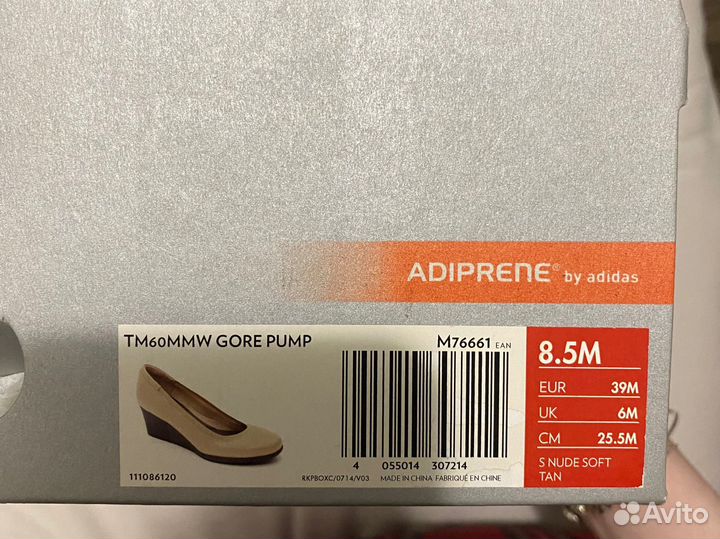 ADIPRENE® by adidas
TM60MMW GORE PUMP
M76661 EAN
111086120
4 055014 307214
RKPBOXC/0714/V03 MADE IN CHINA FABRIQUÉ EN CHINE
8.5M
EUR 39M
UK 6M
CM 25.5M
S NUDE SOFT
TAN
Avito